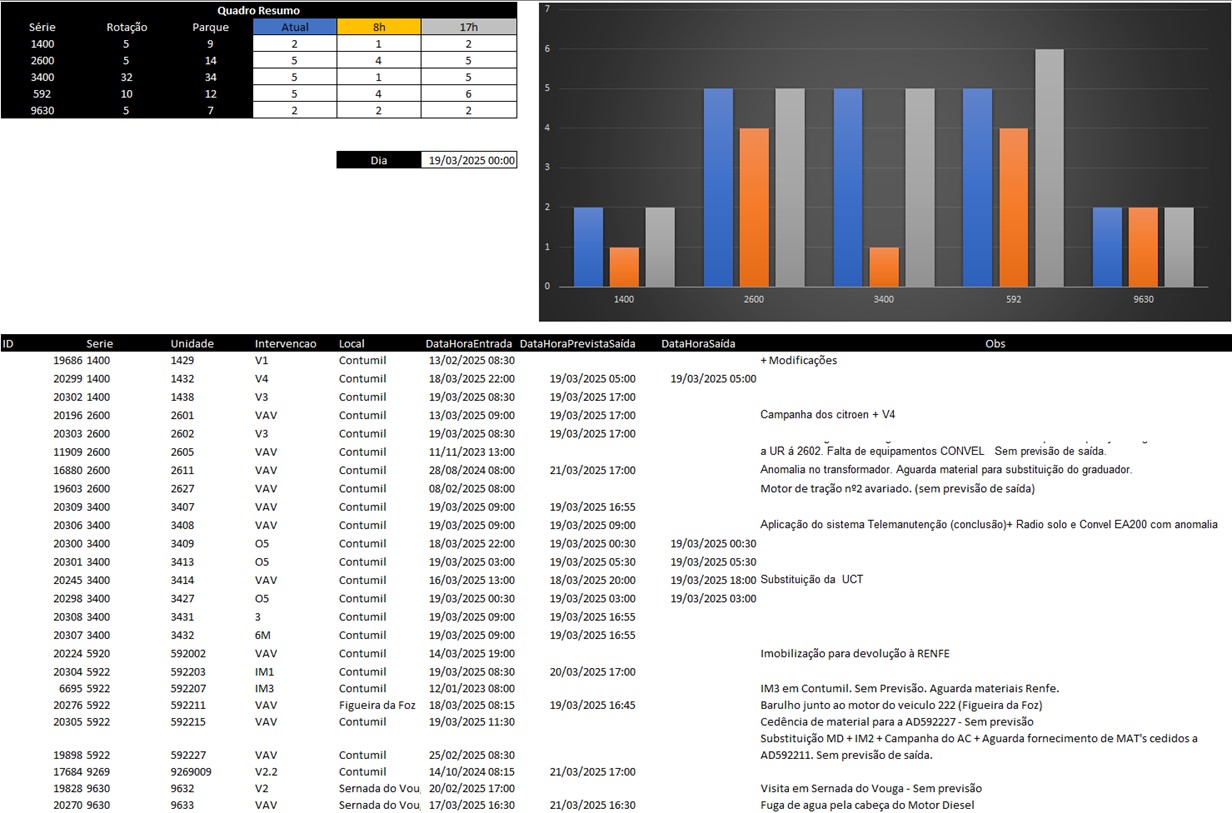 Quadro Resumo
Série Rotação Parque Atual 8h 17h
1400 5 9 2 1 2
2600 5 14 5 4 5
3400 32 34 5 1 5
592 10 12 5 4 6
9630 5 7 2 2 2
Dia 19/03/2025 00:00
7
6
5
4
3
2
1
0
1400 2600 3400 592 9630
ID Serie Unidade Intervencao Local DataHoraEntrada DataHoraPrevistaSaída DataHoraSaída Obs
19686 1400 1429 V1 Contumil 13/02/2025 08:30 + Modificações
20299 1400 1432 V4 Contumil 18/03/2025 22:00 19/03/2025 05:00 19/03/2025 05:00
20302 1400 1438 V3 Contumil 19/03/2025 08:30 19/03/2025 17:00
20196 2600 2601 VAV Contumil 13/03/2025 09:00 19/03/2025 17:00 Campanha dos citroen + V4
20303 2600 2602 V3 Contumil 19/03/2025 08:30 19/03/2025 17:00
11909 2600 2605 VAV Contumil 11/11/2023 13:00 a UR á 2602. Falta de equipamentos CONVEL Sem previsão de saída.
16880 2600 2611 VAV Contumil 28/08/2024 08:00 21/03/2025 17:00 Anomalia no transformador. Aguarda material para substituição do graduador.
19603 2600 2627 VAV Contumil 08/02/2025 08:00 Motor de tração nº2 avariado. (sem previsão de saída)
20309 3400 3407 VAV Contumil 19/03/2025 09:00 19/03/2025 16:55
20306 3400 3408 VAV Contumil 19/03/2025 09:00 19/03/2025 09:00 Aplicação do sistema Telemanutenção (conclusão)+ Radio solo e Convel EA200 com anomalia
20300 3400 3409 O5 Contumil 18/03/2025 22:00 19/03/2025 00:30 19/03/2025 00:30
20301 3400 3413 O5 Contumil 19/03/2025 03:00 19/03/2025 05:30 19/03/2025 05:30
20245 3400 3414 VAV Contumil 16/03/2025 13:00 18/03/2025 20:00 19/03/2025 18:00 Substituição da UCT
20298 3400 3427 O5 Contumil 19/03/2025 00:30 19/03/2025 03:00 19/03/2025 03:00
20308 3400 3431 3 Contumil 19/03/2025 09:00 19/03/2025 16:55
20307 3400 3432 6M Contumil 19/03/2025 09:00 19/03/2025 16:55
20224 5920 592002 VAV Contumil 14/03/2025 19:00 Imobilização para devolução à RENFE
20304 5922 592203 IM1 Contumil 19/03/2025 08:30 20/03/2025 17:00
6695 5922 592207 IM3 Contumil 12/01/2023 08:00 IM3 em Contumil. Sem Previsão. Aguarda materiais Renfe.
20276 5922 592211 VAV Figueira da Foz 18/03/2025 08:15 19/03/2025 16:45 Barulho junto ao motor do veiculo 222 (Figueira da Foz)
20305 5922 592215 VAV Contumil 19/03/2025 11:30 Cedência de material para a AD592227 - Sem previsão
Substituição MD + IM2 + Campanha do AC + Aguarda fornecimento de MAT's cedidos a
19898 5922 592227 VAV Contumil 25/02/2025 08:30 AD592211. Sem previsão de saída.
17684 9269 9269009 V2.2 Contumil 14/10/2024 08:15 21/03/2025 17:00
19828 9630 9632 V2 Sernada do Vou 20/02/2025 17:00 Visita em Sernada do Vouga - Sem previsão
20270 9630 9633 VAV Sernada do Vou 17/03/2025 16:30 21/03/2025 16:30 Fuga de agua pela cabeça do Motor Diesel